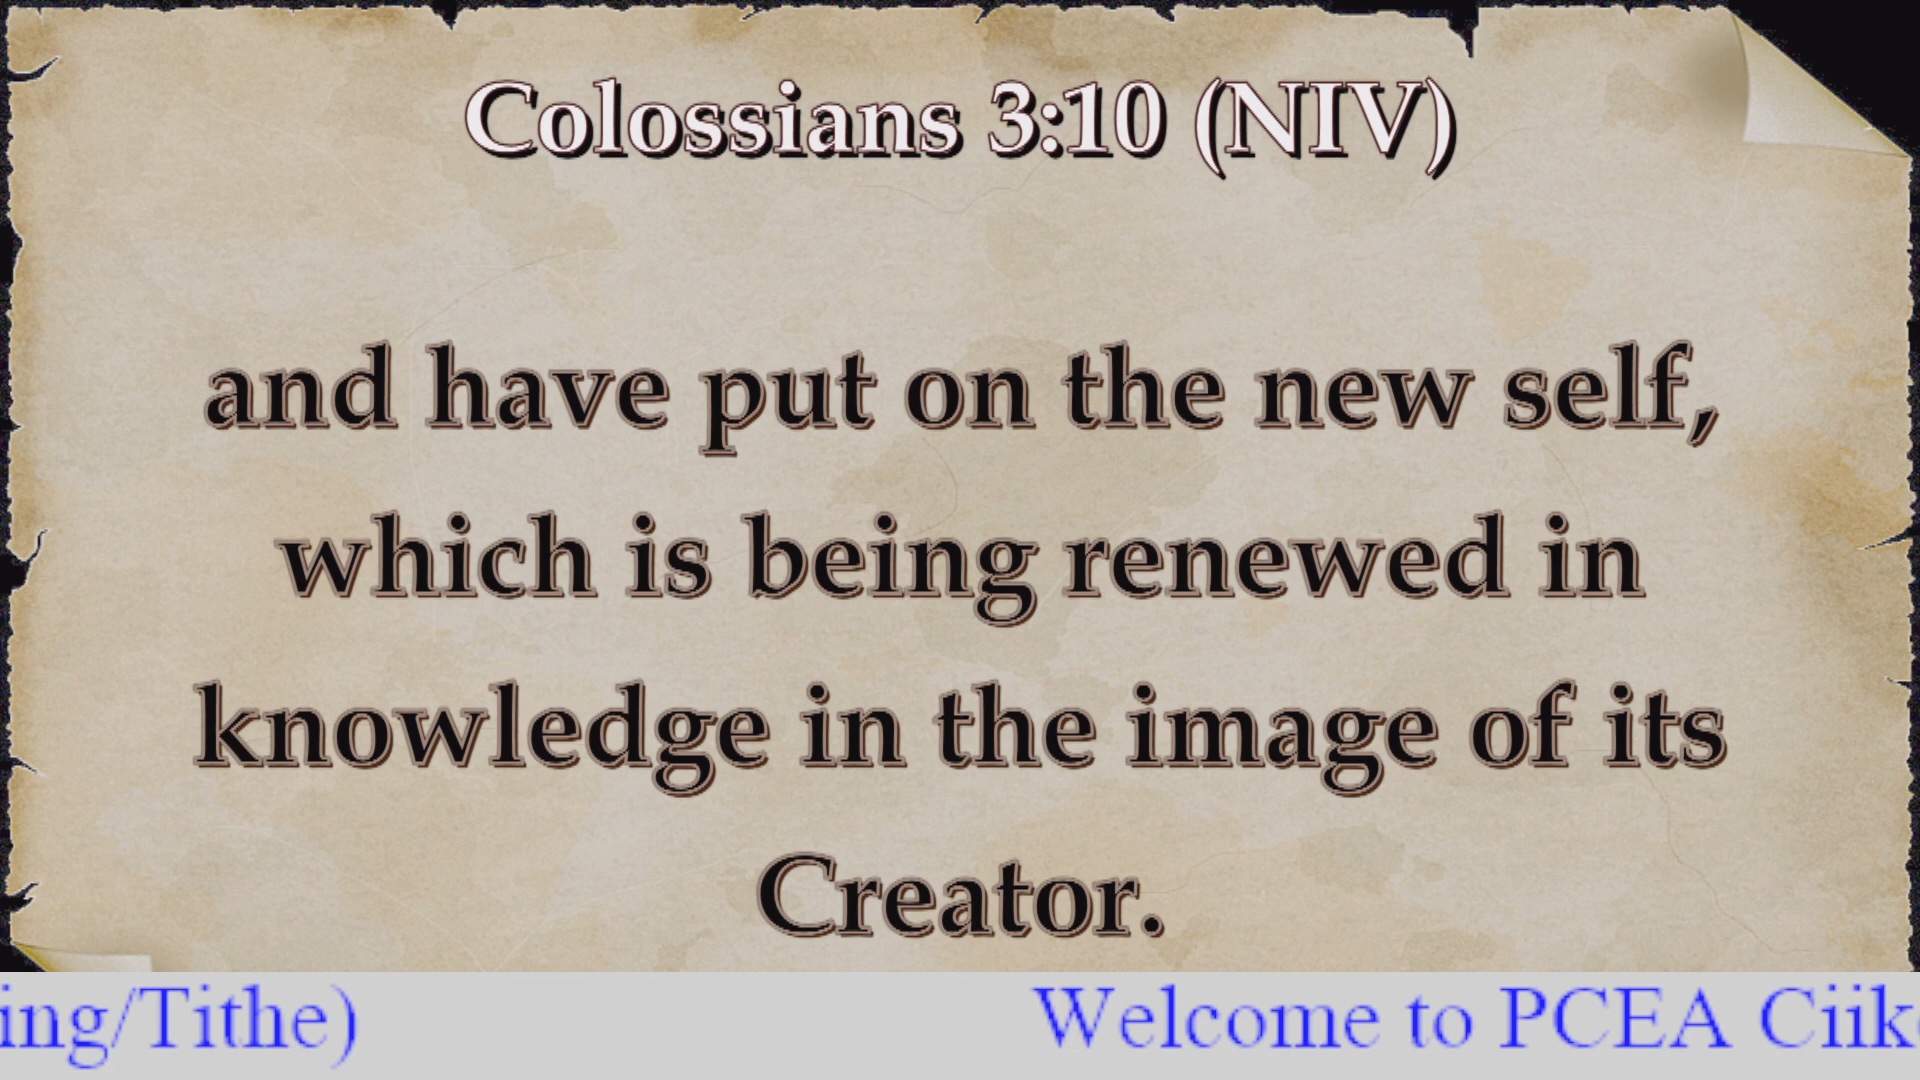 Colossians 3:10 (NIV)
and have put on the new self,
which is being renewed in
knowledge in the image of its
Creator.
ing/Tithe) Welcome to PCEA Ciik